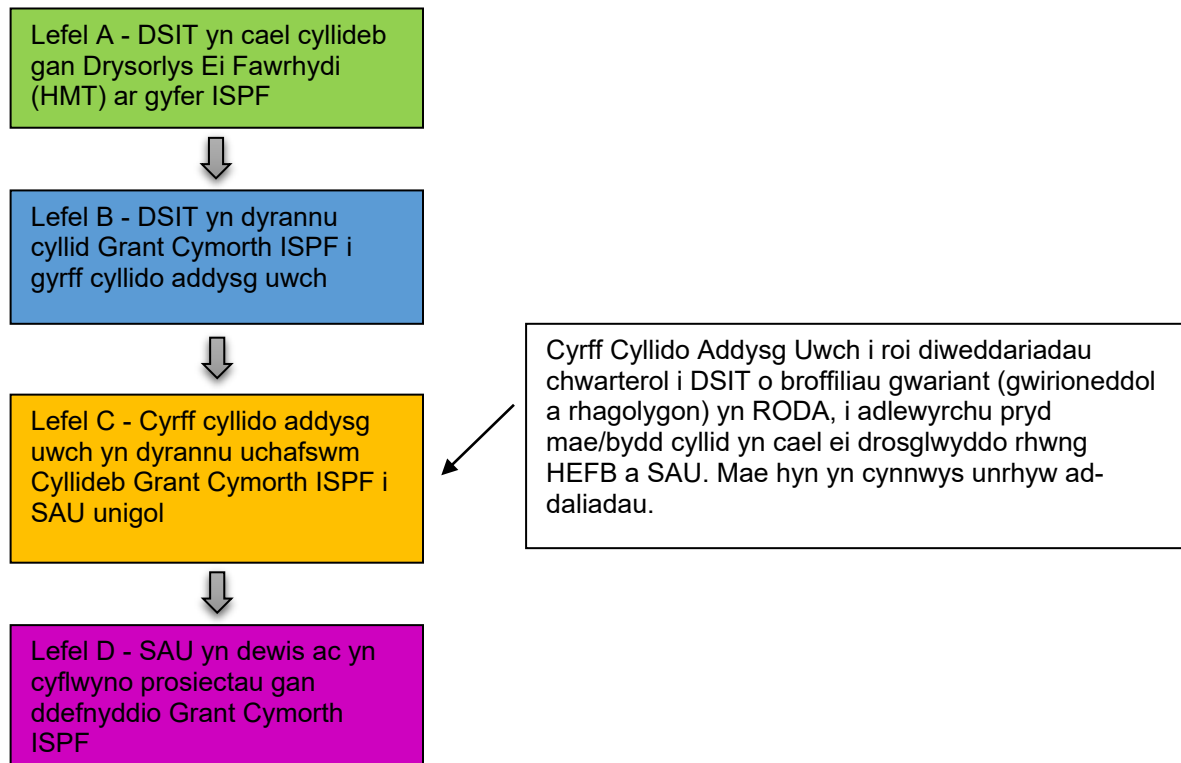 Lefel A - DSIT yn cael cyllideb
gan Drysorlys Ei Fawrhydi
(HMT) ar gyfer ISPF
Lefel B - DSIT yn dyrannu
cyllid Grant Cymorth ISPF i
gyrff cyllido addysg uwch
Lefel C - Cyrff cyllido addysg
uwch yn dyrannu uchafswm
Cyllideb Grant Cymorth ISPF i
SAU unigol
Cyrff Cyllido Addysg Uwch i roi diweddariadau
chwarterol i DSIT o broffiliau gwariant (gwirioneddol
a rhagolygon) yn RODA, i adlewyrchu pryd
mae/bydd cyllid yn cael ei drosglwyddo rhwng
HEFB a SAU. Mae hyn yn cynnwys unrhyw ad-
daliadau.
Lefel D - SAU yn dewis ac yn
cyflwyno prosiectau gan
ddefnyddio Grant Cymorth
ISPF